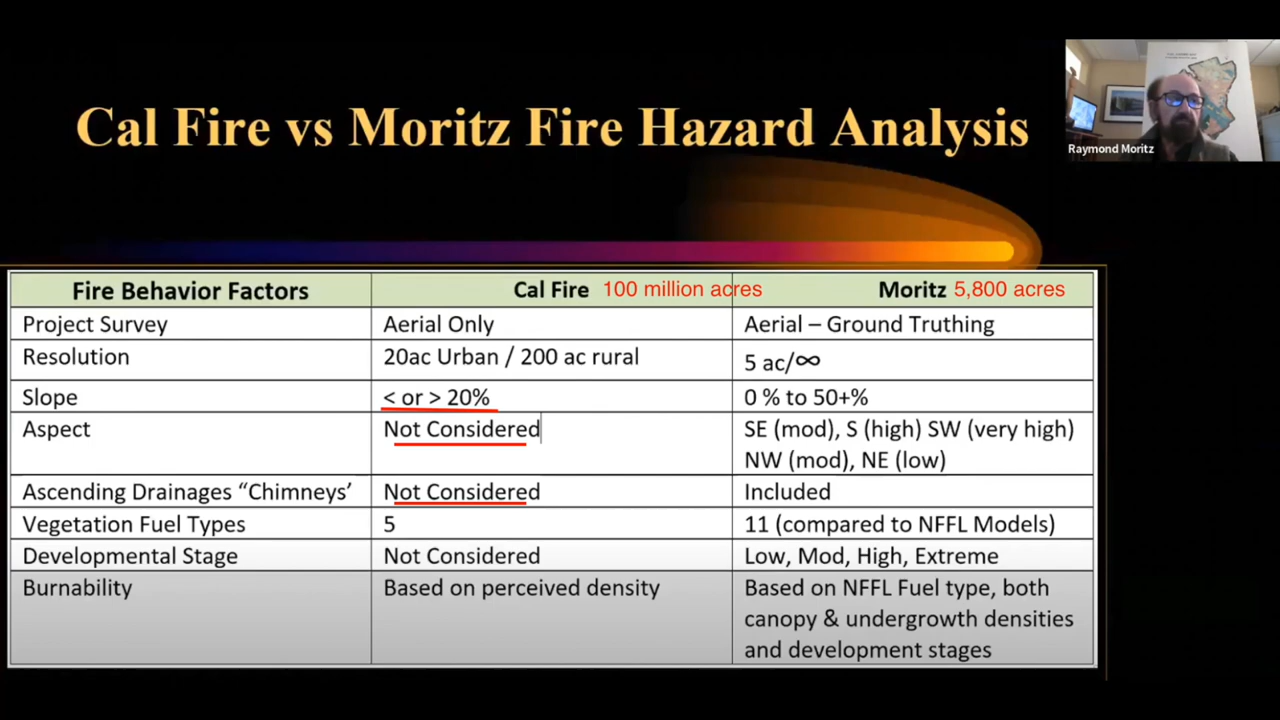 Cal Fire vs Moritz Fire Hazard Analysis
Raymond Moritz
Fire Behavior Factors
Cal Fire 100 million acres
Moritz 5,800 acres
Project Survey
Aerial Only
Aerial – Ground Truthing
Resolution
20ac Urban / 200 ac rural
5 ac/∞
Slope
< or > 20%
0 % to 50+%
Aspect
Not Considered
SE (mod), S (high) SW (very high)
NW (mod), NE (low)
Ascending Drainages “Chimneys’
Not Considered
Included
Vegetation Fuel Types
5
11 (compared to NFFL Models)
Developmental Stage
Not Considered
Low, Mod, High, Extreme
Burnability
Based on perceived density
Based on NFFL Fuel type, both
canopy & undergrowth densities
and development stages